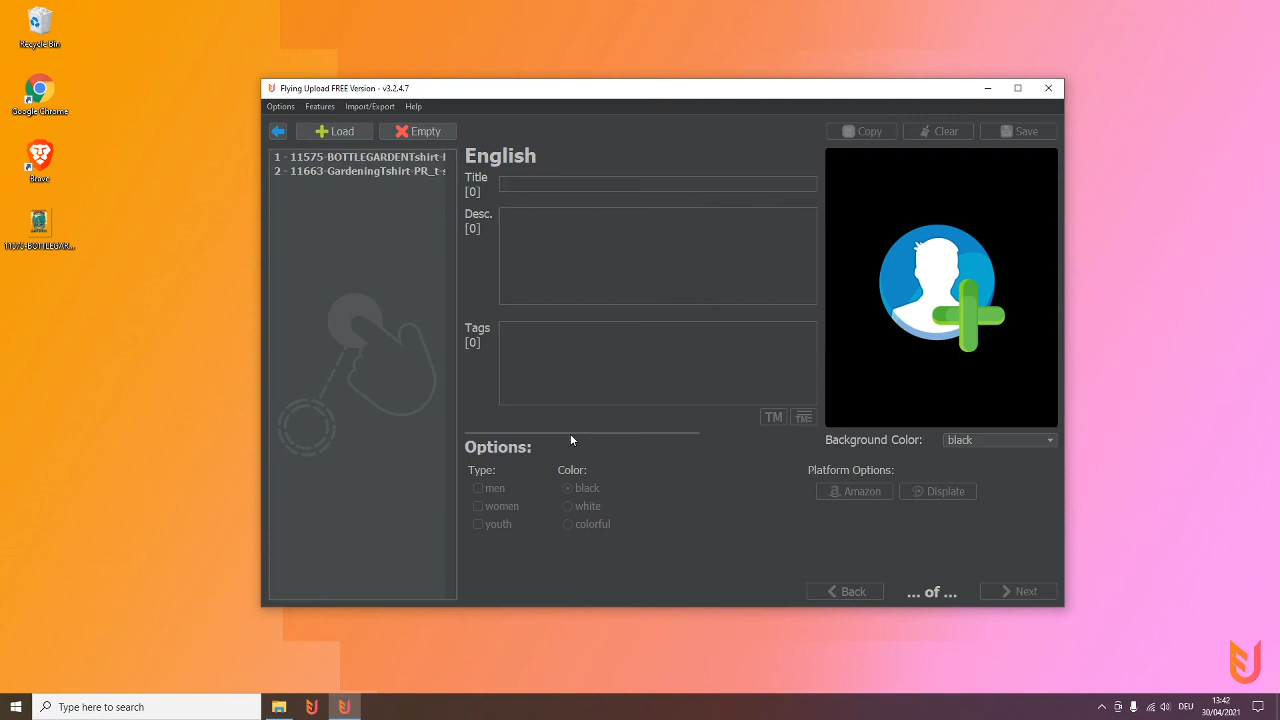 Recycle Bin
Google Chrome
Brave
11575-BOTTLEGAR...
Flying Upload FREE Version - v3.2.4.7
Options Features Import/Export Help
Load Empty Copy Clear Save
1 - 11575-BOTTLEGARDENTshirt-
2 - 11663-GardeningTshirt-PR_t-s
English
Title
[0]
Desc.
[0]
Tags
[0]
TM TM
Background Color: black
Options:
Type: Color: Platform Options:
men black Amazon Displate
women white
youth colorful
Back ... of ... Next
Type here to search
DEU
13:42
30/04/2021